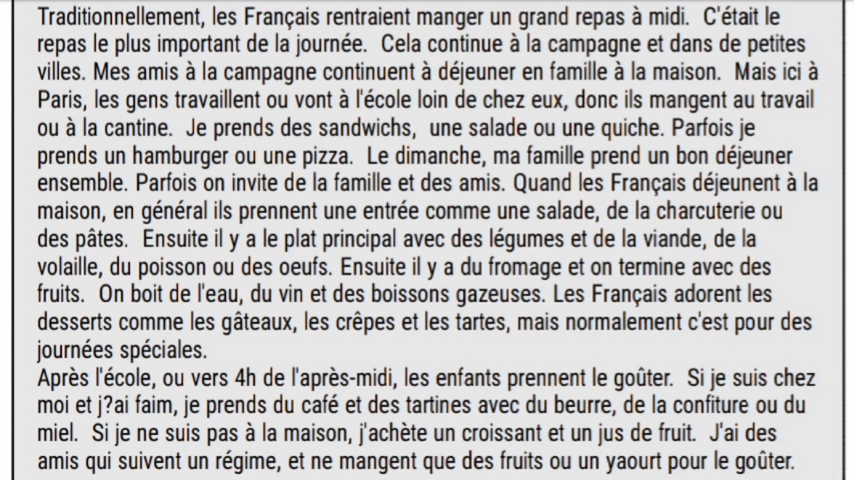 Traditionnellement, les Français rentraient manger un grand repas à midi.  C'était le
repas le plus important de la journée.  Cela continue à la campagne et dans de petites
villes. Mes amis à la campagne continuent à déjeuner en famille à la maison.  Mais ici à
Paris, les gens travaillent ou vont à l'école loin de chez eux, donc ils mangent au travail
ou à la cantine.  Je prends des sandwichs,  une salade ou une quiche. Parfois je
prends un hamburger ou une pizza.  Le dimanche, ma famille prend un bon déjeuner
ensemble. Parfois on invite de la famille et des amis. Quand les Français déjeunent à la
maison, en général ils prennent une entrée comme une salade, de la charcuterie ou
des pâtes.  Ensuite il y a le plat principal avec des légumes et de la viande, de la
volaille, du poisson ou des oeufs. Ensuite il y a du fromage et on termine avec des
fruits.  On boit de l'eau, du vin et des boissons gazeuses. Les Français adorent les
desserts comme les gâteaux, les crêpes et les tartes, mais normalement c'est pour des
journées spéciales.
Après l'école, ou vers 4h de l'après-midi, les enfants prennent le goûter.  Si je suis chez
moi et j?ai faim, je prends du café et des tartines avec du beurre, de la confiture ou du
miel.  Si je ne suis pas à la maison, j'achète un croissant et un jus de fruit.  J'ai des
amis qui suivent un régime, et ne mangent que des fruits ou un yaourt pour le goûter.